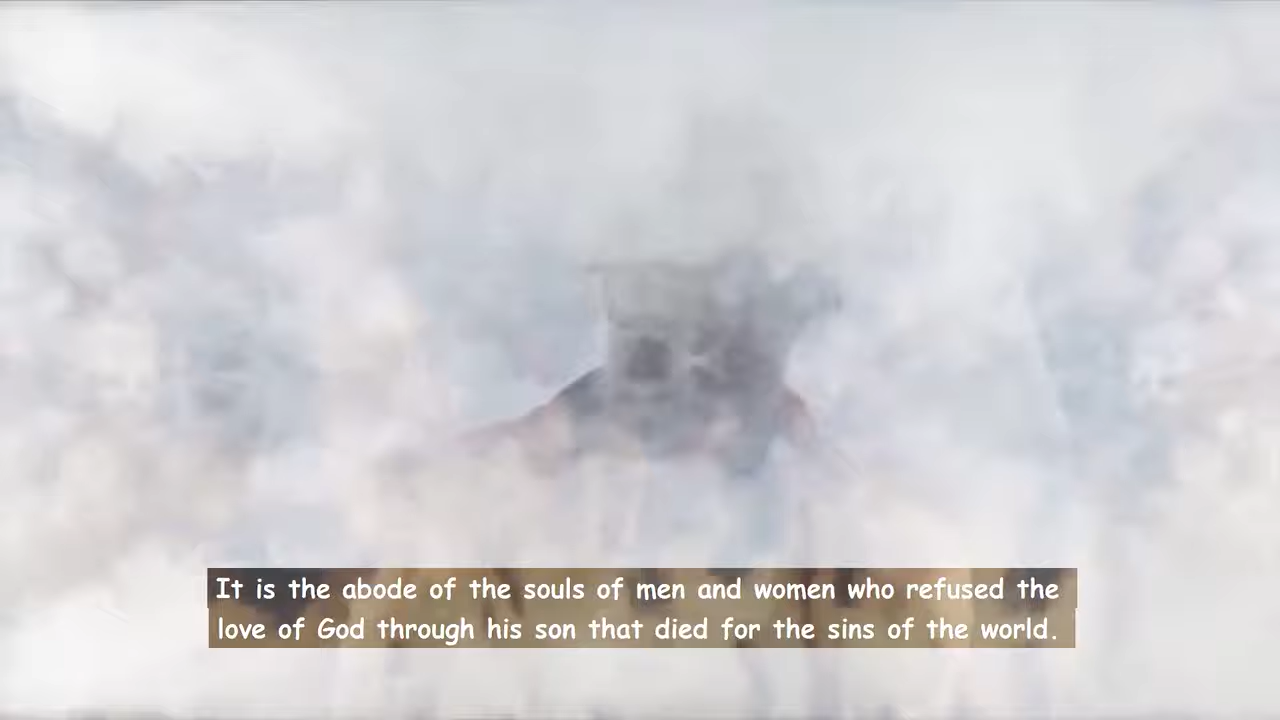 It is the abode of the souls of men and women who refused the
love of God through his son that died for the sins of the world.